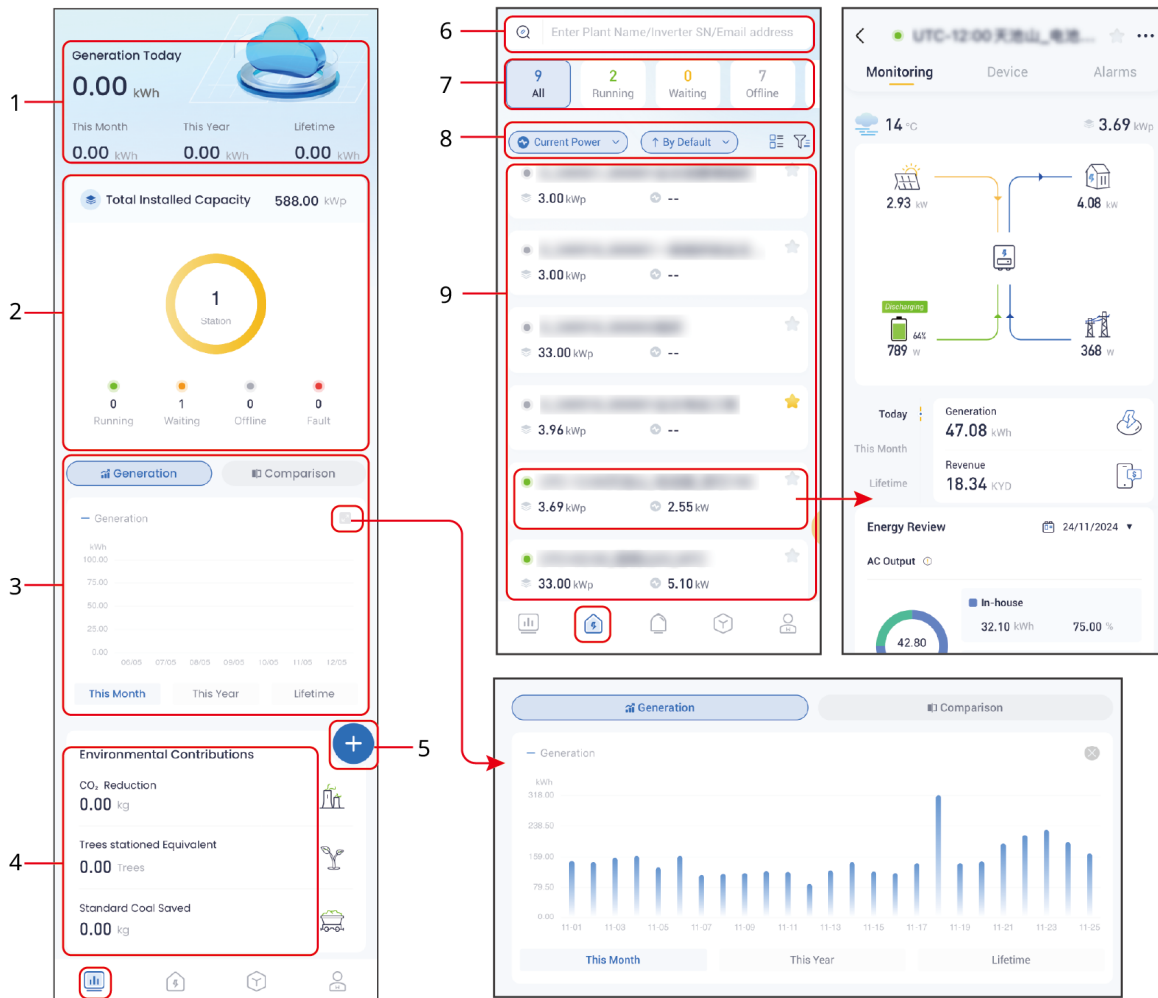 1
Generation Today
0.00 kWh
This Month This Year Lifetime
0.00 kWh 0.00 kWh 0.00 kWh
2
Total Installed Capacity 588.00 kWp
1
Station
0 1 0 0
Running Waiting Offline Fault
3
Generation Comparison
Generation
kWh
100.00
75.00
50.00
25.00
0.00
06/05 07/05 08/05 09/05 10/05 11/05 12/05
This Month This Year Lifetime
5
4
Environmental Contributions
CO₂ Reduction
0.00 kg
Trees stationed Equivalent
0.00 Trees
Standard Coal Saved
0.00 kg
6
Enter Plant Name/Inverter SN/Email address
7
9 2 0 7
All Running Waiting Offline
8
Current Power ↑ By Default
9
3.00 kWp --
3.00 kWp --
33.00 kWp --
3.96 kWp --
3.69 kWp 2.55 kW
33.00 kWp 5.10 kW
UTC-12:00
Monitoring Device Alarms
14 °C 3.69 kWp
2.93 kW 4.08 kW
Discharging
64%
789 W 368 W
Today
This Month
Lifetime
Generation
47.08 kWh
Revenue
18.34 KYD
Energy Review 24/11/2024
AC Output
In-house
32.10 kWh 75.00 %
42.80
Generation Comparison
Generation
kWh
318.00
238.50
159.00
79.50
0.00
11-01 11-03 11-05 11-07 11-09 11-11 11-13 11-15 11-17 11-19 11-21 11-23 11-25
This Month This Year Lifetime